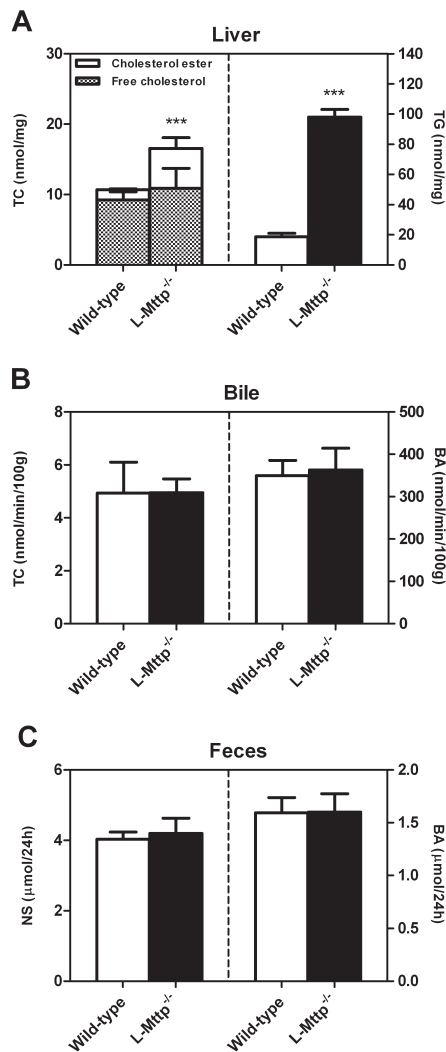 A
Liver
Cholesterol ester
Free cholesterol
TC (nmol/mg)
30
20
10
0
***
***
TG (nmol/mg)
140
120
100
80
60
40
20
0
Wild-type
L-Mttp-/-
Wild-type
L-Mttp-/-
B
Bile
TC (nmol/min/100g)
8
6
4
2
0
BA (nmol/min/100g)
500
400
300
200
100
0
Wild-type
L-Mttp-/-
Wild-type
L-Mttp-/-
C
Feces
NS (μmol/24h)
6
4
2
0
BA (μmol/24h)
2.0
1.5
1.0
0.5
0.0
Wild-type
L-Mttp-/-
Wild-type
L-Mttp-/-